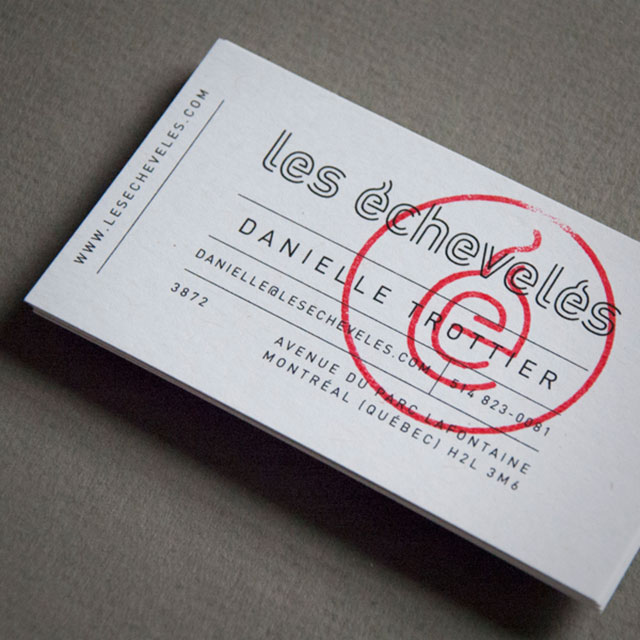 WWW.LESECHEVELES.COM
les échevelés
DANIELLE TROTTIER
DANIELLE@LESECHEVELES.COM | 514 823-0081
3872
AVENUE DU PARC LAFONTAINE
MONTRÉAL (QUÉBEC) H2L 3M6
é